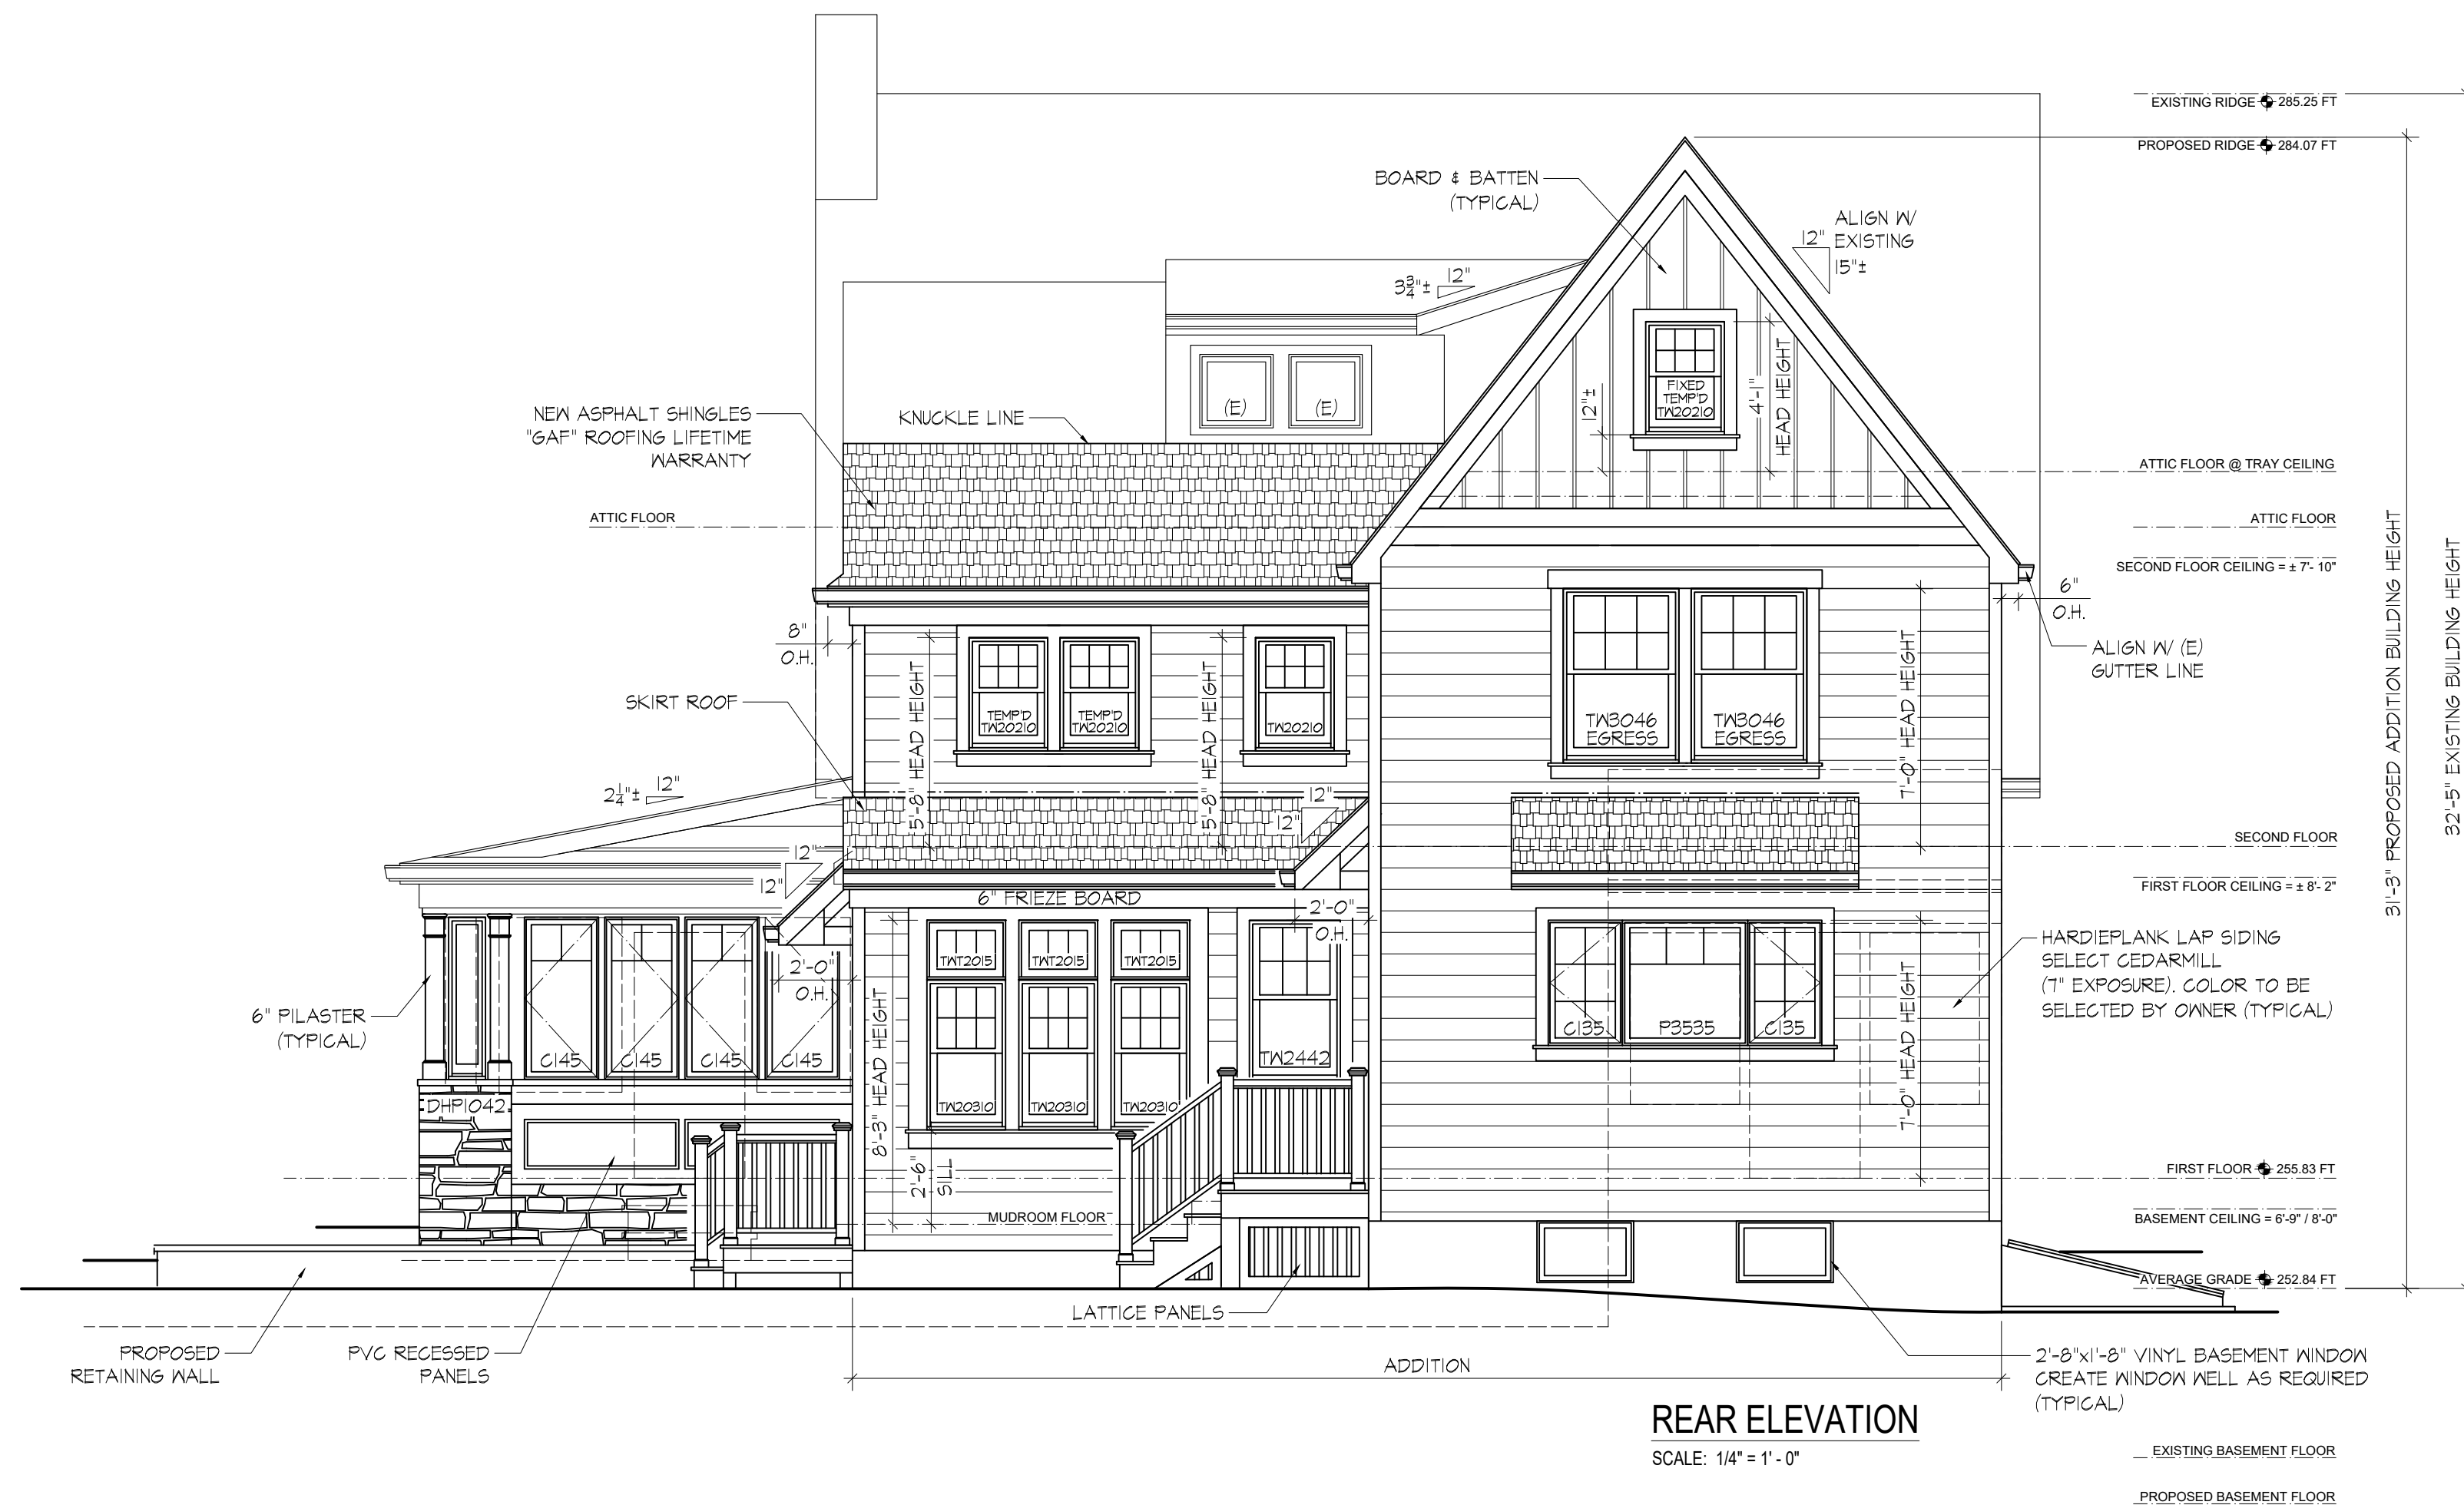 EXISTING RIDGE 285.25 FT
PROPOSED RIDGE 284.07 FT
BOARD & BATTEN
(TYPICAL)
ALIGN W/
EXISTING
12"
15"±
12"
3 3/4"±
FIXED
TEMP'D
TW20210
12"±
4'-1"
HEAD HEIGHT
(E)
(E)
NEW ASPHALT SHINGLES
"GAF" ROOFING LIFETIME
WARRANTY
KNUCKLE LINE
ATTIC FLOOR @ TRAY CEILING
ATTIC FLOOR
ATTIC FLOOR
SECOND FLOOR CEILING = ± 7'- 10"
6"
O.H.
ALIGN W/ (E)
GUTTER LINE
31'-3" PROPOSED ADDITION BUILDING HEIGHT
32'-5" EXISTING BUILDING HEIGHT
8"
O.H.
SKIRT ROOF
5'-8" HEAD HEIGHT
TEMP'D
TW20210
TEMP'D
TW20210
5'-8" HEAD HEIGHT
TW20210
TW3046
EGRESS
TW3046
EGRESS
7'-0" HEAD HEIGHT
2 1/4"±
12"
12"
12"
12"
12"
SECOND FLOOR
FIRST FLOOR CEILING = ± 8'- 2"
6" FRIEZE BOARD
2'-0"
O.H.
2'-0"
O.H.
TWT2015
TWT2015
TWT2015
HARDIEPLANK LAP SIDING
SELECT CEDARMILL
(7" EXPOSURE). COLOR TO BE
SELECTED BY OWNER (TYPICAL)
6" PILASTER
(TYPICAL)
C145
C145
C145
C145
8'-3" HEAD HEIGHT
TW20310
TW20310
TW20310
TW2442
C135
P3535
C135
7'-0" HEAD HEIGHT
DHP1042
2'-6"
SILL
FIRST FLOOR 255.83 FT
MUDROOM FLOOR
BASEMENT CEILING = 6'-9" / 8'-0"
AVERAGE GRADE 252.84 FT
LATTICE PANELS
PROPOSED
RETAINING WALL
PVC RECESSED
PANELS
ADDITION
2'-8"x1'-8" VINYL BASEMENT WINDOW
CREATE WINDOW WELL AS REQUIRED
(TYPICAL)
REAR ELEVATION
SCALE: 1/4" = 1' - 0"
EXISTING BASEMENT FLOOR
PROPOSED BASEMENT FLOOR